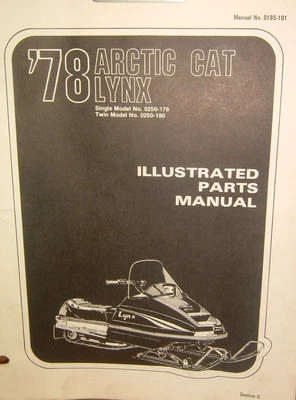 Manual No. 0185-181
'78 ARCTIC CAT
LYNX
Single Model No. 0250-179
Twin Model No. 0250-180
ILLUSTRATED
PARTS
MANUAL
Lynx
Section G